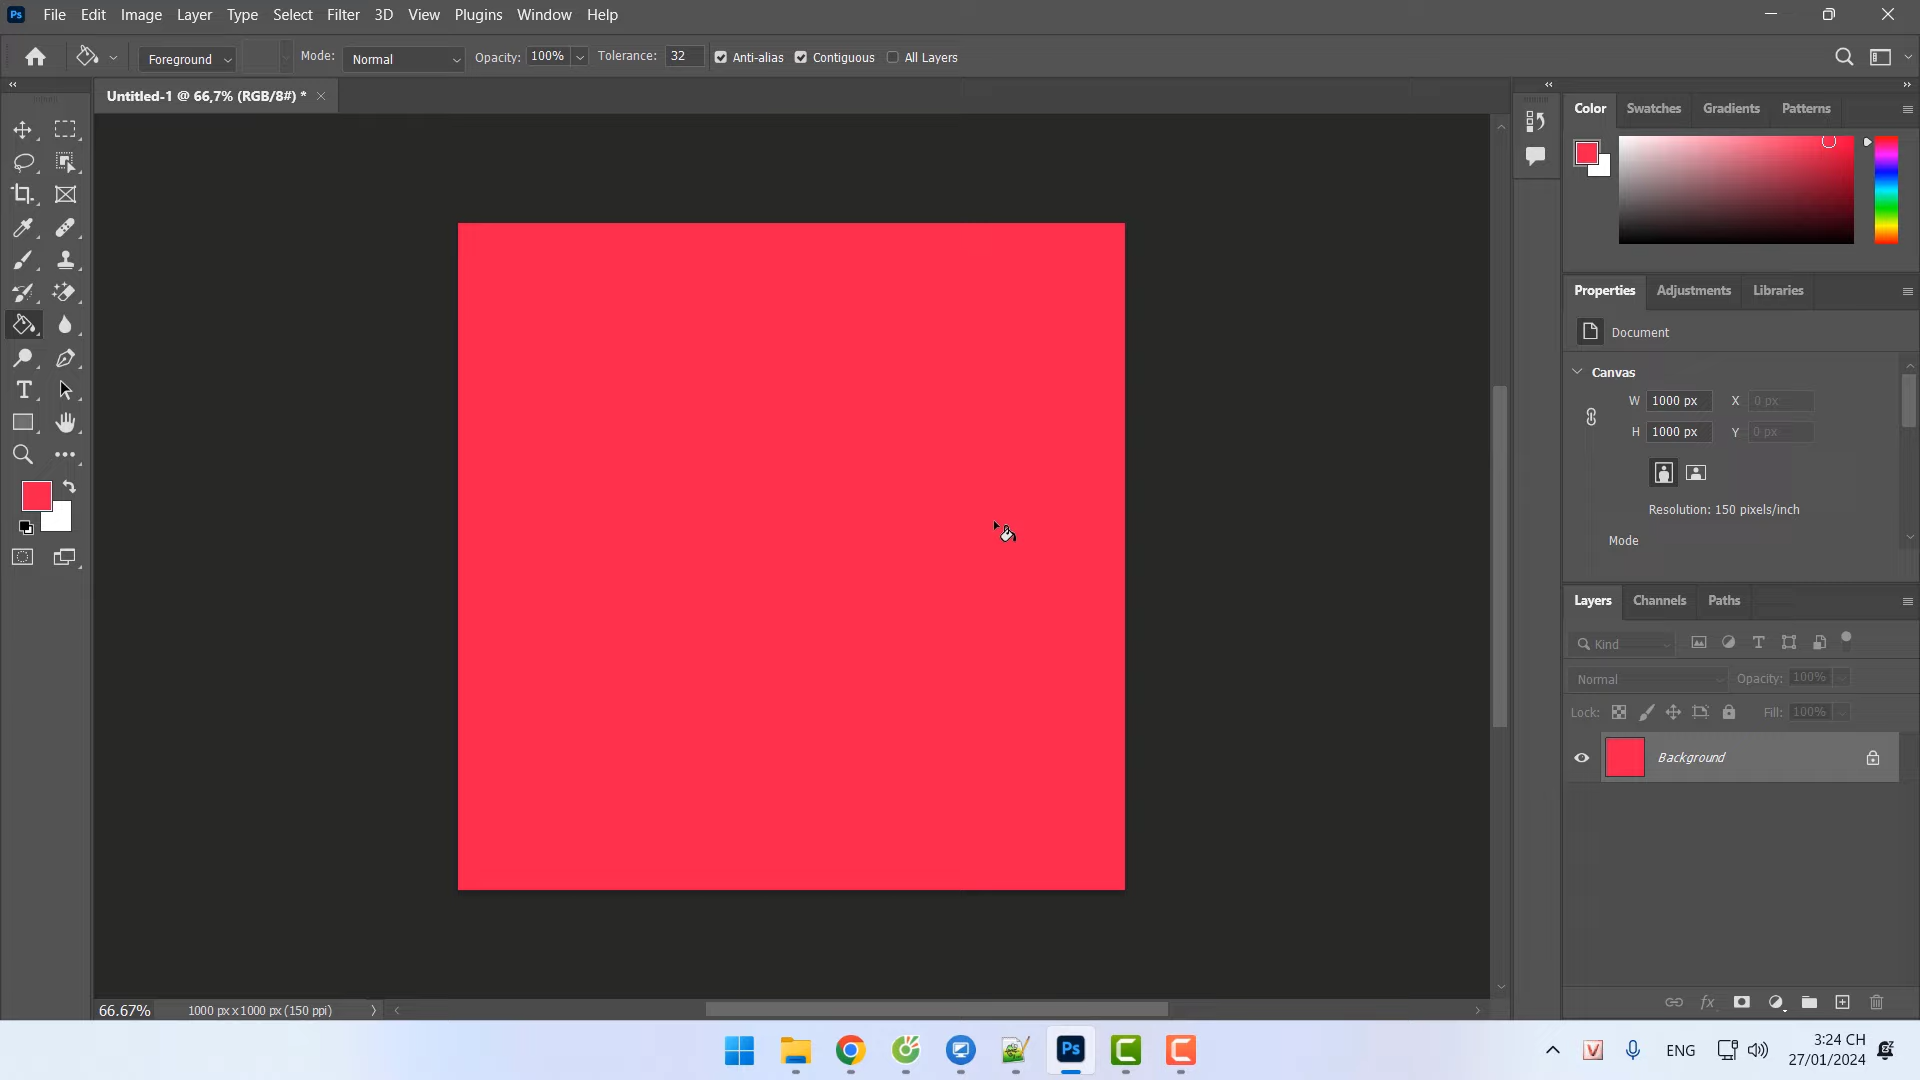 Ps File Edit Image Layer Type Select Filter 3D View Plugins Window Help
Foreground Mode: Normal Opacity: 100% Tolerance: 32 Anti-alias Contiguous All Layers
Untitled-1 @ 66,7% (RGB/8#) *
Color Swatches Gradients Patterns
Properties Adjustments Libraries
Document
Canvas
W 1000 px X 0 px
H 1000 px Y 0 px
Resolution: 150 pixels/inch
Mode
Layers Channels Paths
Kind
Normal Opacity: 100%
Lock: Fill: 100%
Background
fx
66.67% 1000 px x 1000 px (150 ppi)
Ps
V ENG 3:24 CH
27/01/2024